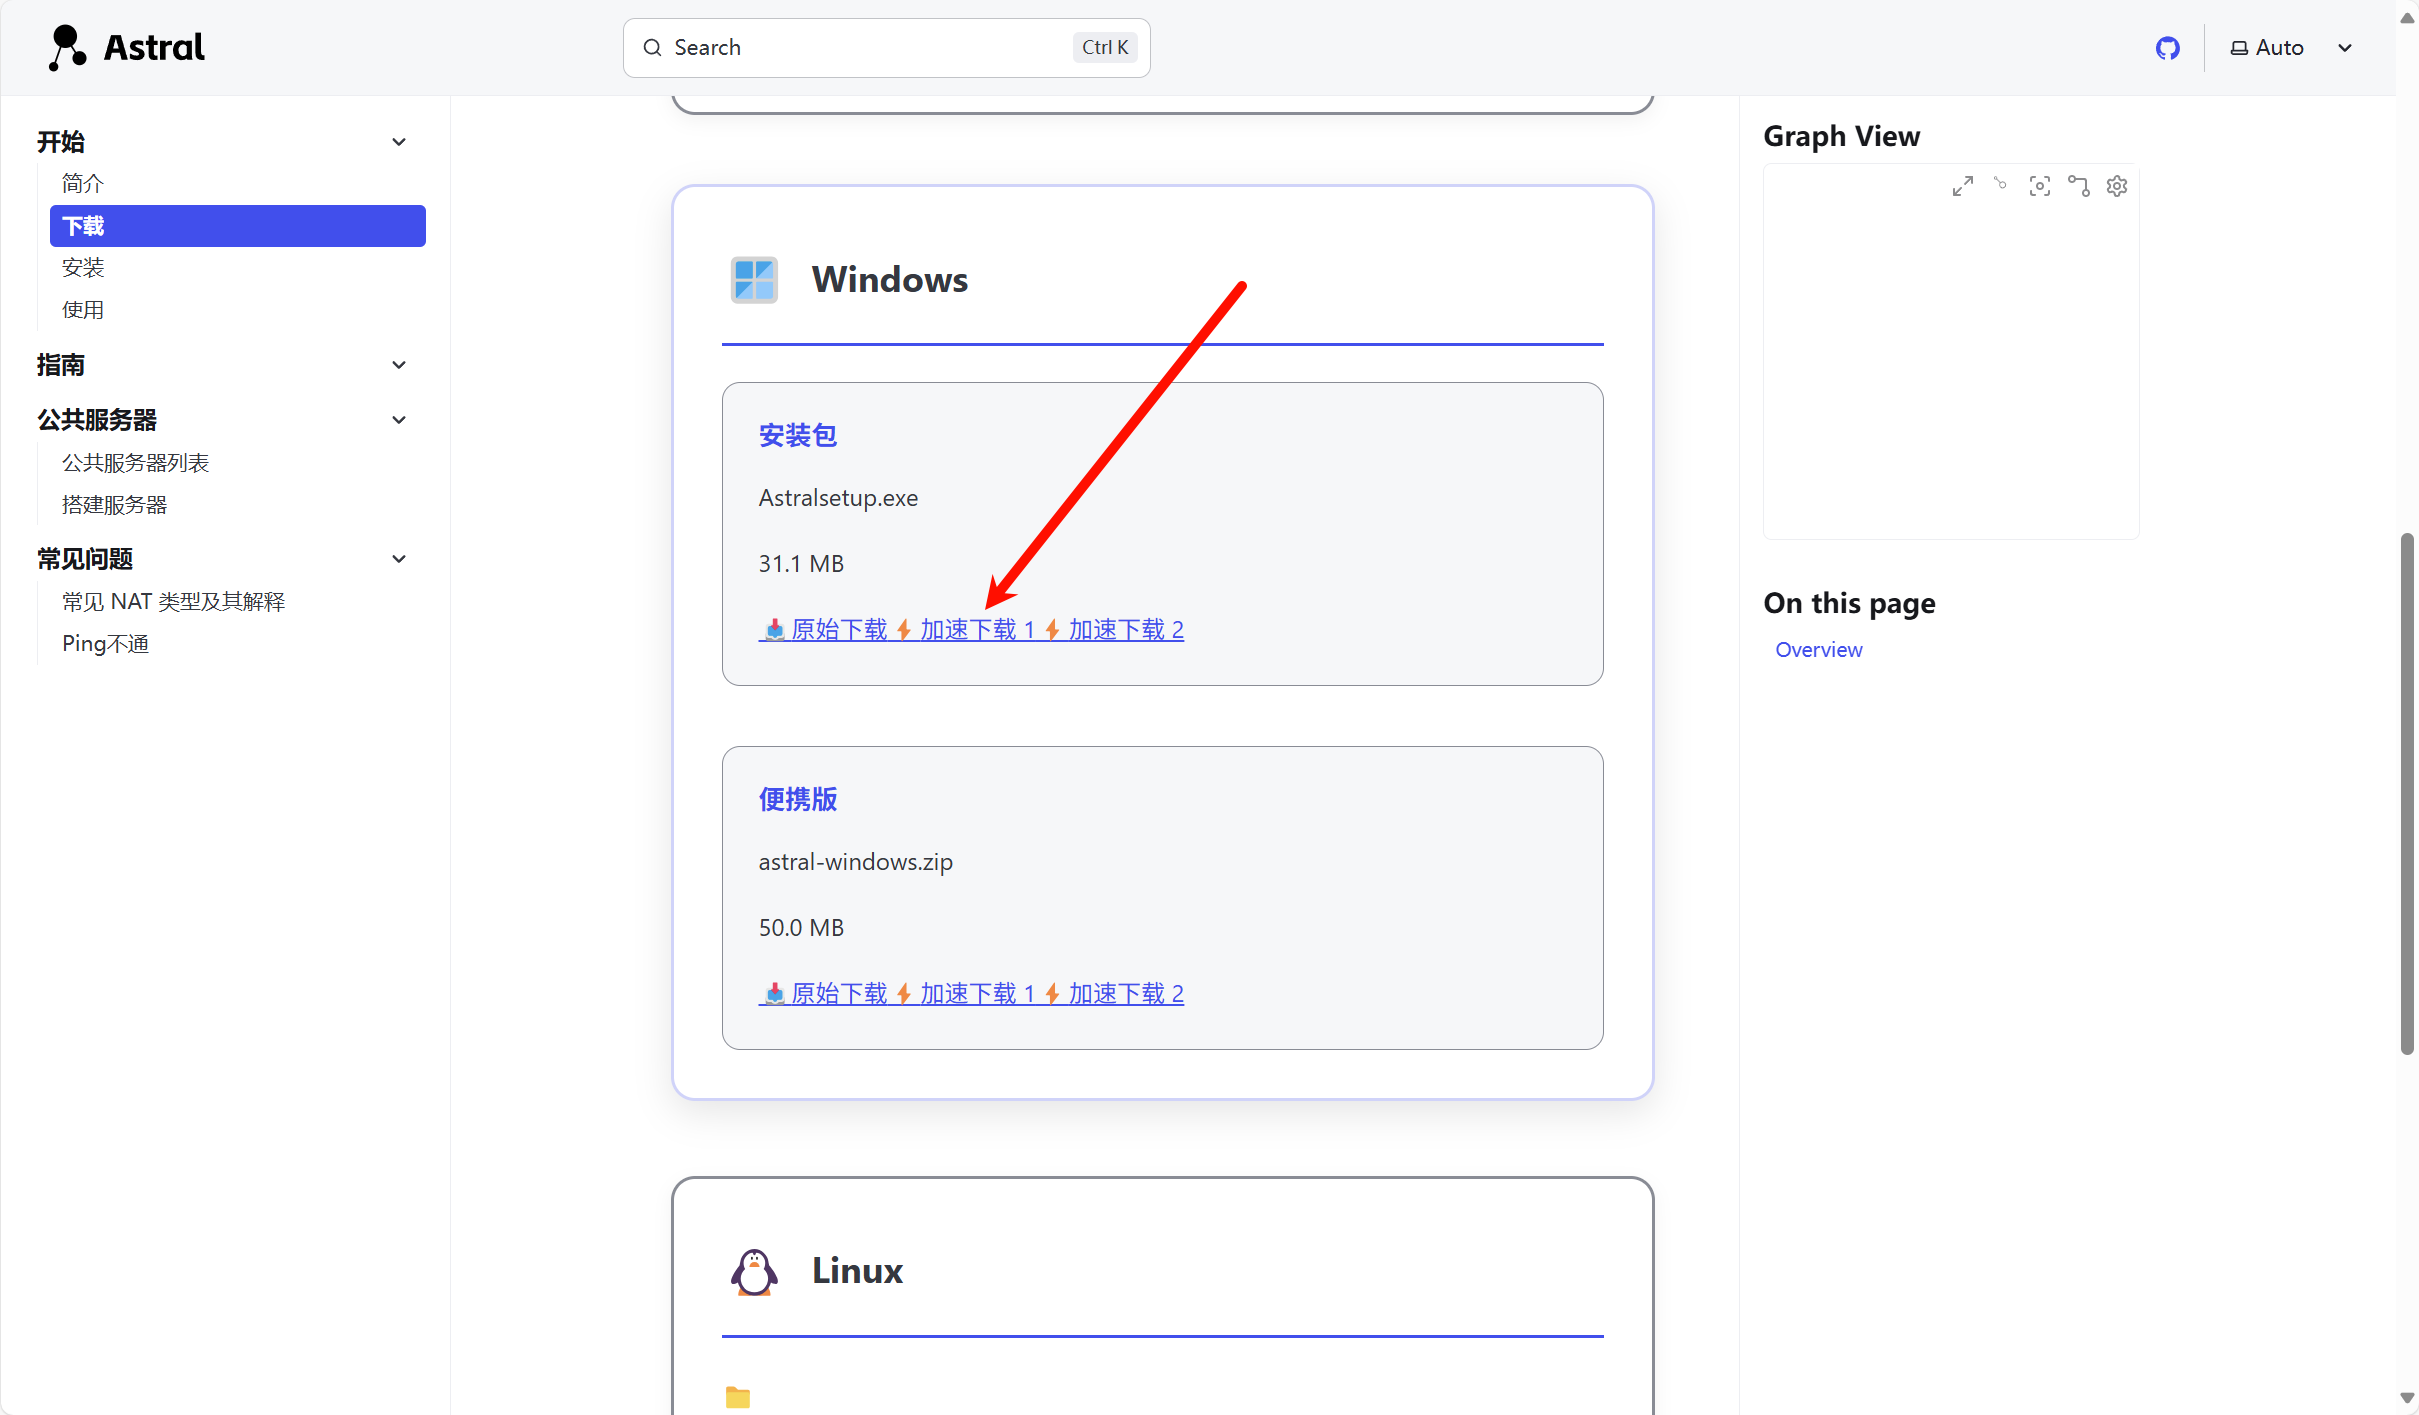 Astral
Search
Ctrl K
Auto
开始
简介
下载
安装
使用
指南
公共服务器
公共服务器列表
搭建服务器
常见问题
常见 NAT 类型及其解释
Ping不通
Windows
安装包
Astralsetup.exe
31.1 MB
原始下载 加速下载 1 加速下载 2
便携版
astral-windows.zip
50.0 MB
原始下载 加速下载 1 加速下载 2
Linux
Graph View
On this page
Overview